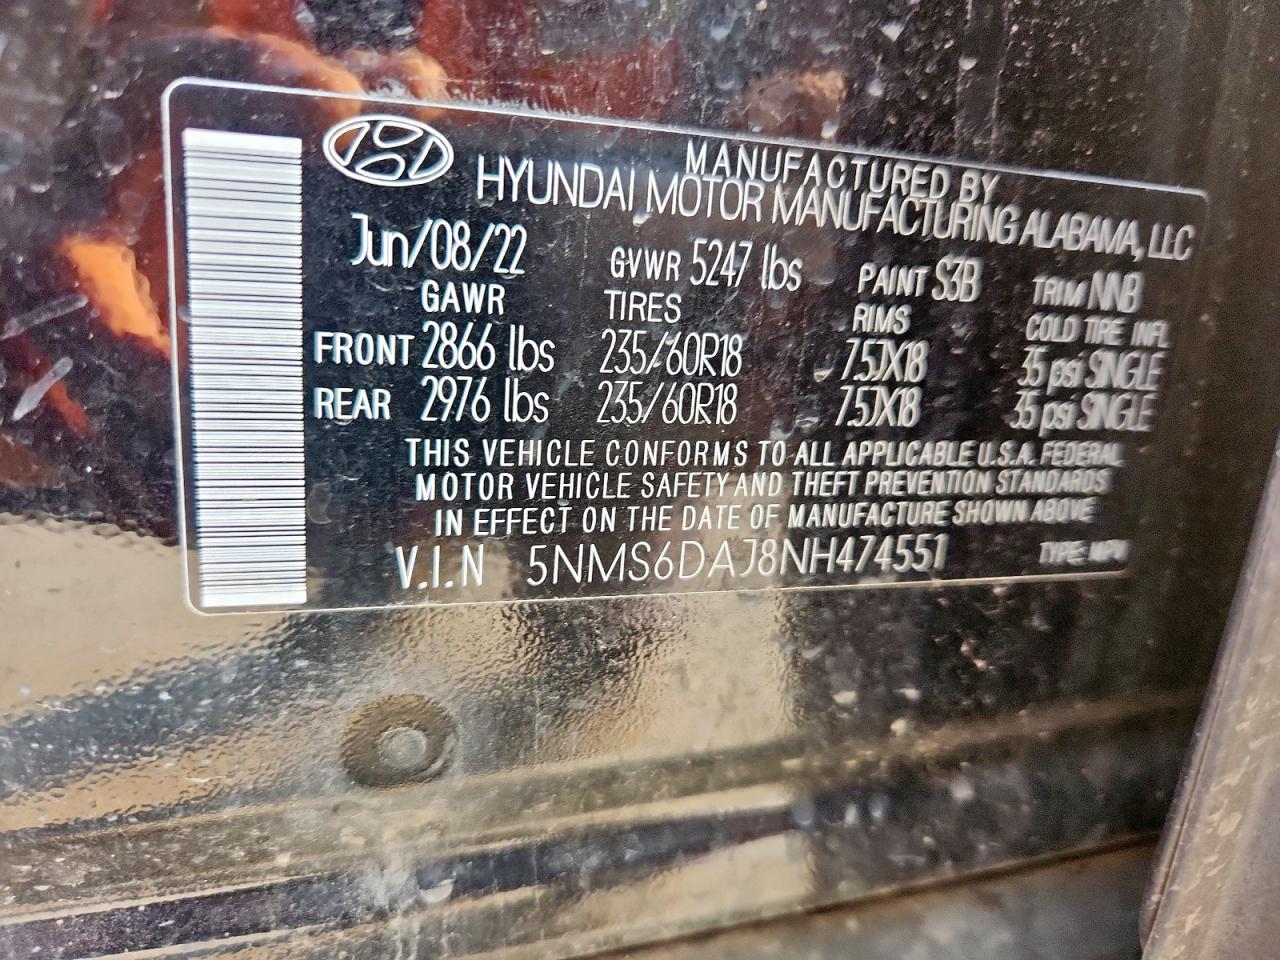 MANUFACTURED BY
HYUNDAI MOTOR MANUFACTURING ALABAMA, LLC
Jun/08/22 GVWR 5247 lbs PAINT S3B TRIM NNB
GAWR TIRES RIMS COLD TIRE INFL
FRONT 2866 lbs 235/60R18 7.5JX18 35 psi SINGLE
REAR 2976 lbs 235/60R18 7.5JX18 35 psi SINGLE
THIS VEHICLE CONFORMS TO ALL APPLICABLE U.S.A. FEDERAL
MOTOR VEHICLE SAFETY AND THEFT PREVENTION STANDARDS
IN EFFECT ON THE DATE OF MANUFACTURE SHOWN ABOVE
V.I.N 5NMS6DAJ8NH474551 TYPE: MPV